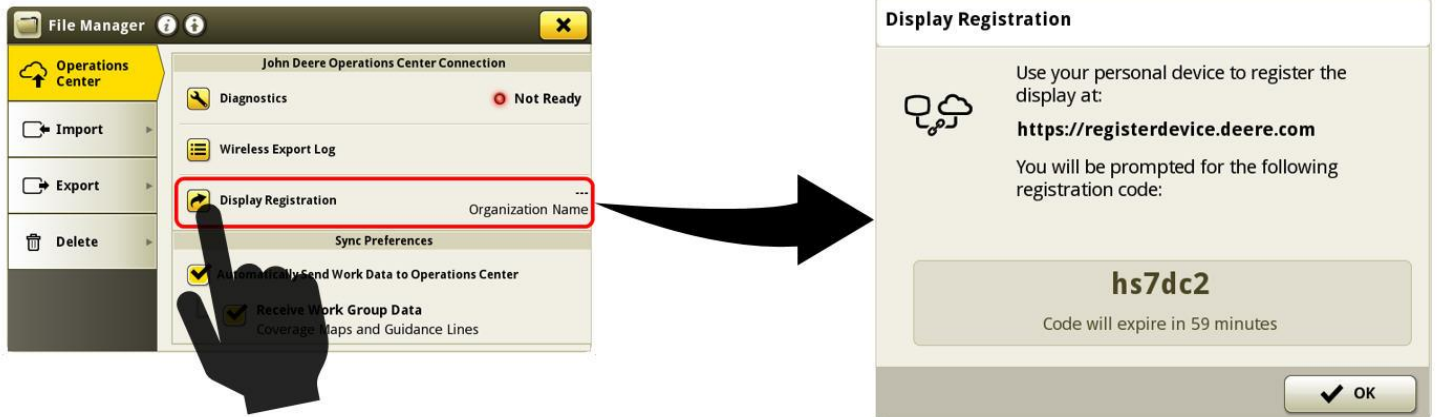 File Manager
Operations
Center
Import
Export
Delete
John Deere Operations Center Connection
Diagnostics
Not Ready
Wireless Export Log
Display Registration
---
Organization Name
Sync Preferences
Automatically Send Work Data to Operations Center
Receive Work Group Data
Coverage Maps and Guidance Lines
Display Registration
Use your personal device to register the
display at:
https://registerdevice.deere.com
You will be prompted for the following
registration code:
hs7dc2
Code will expire in 59 minutes
OK